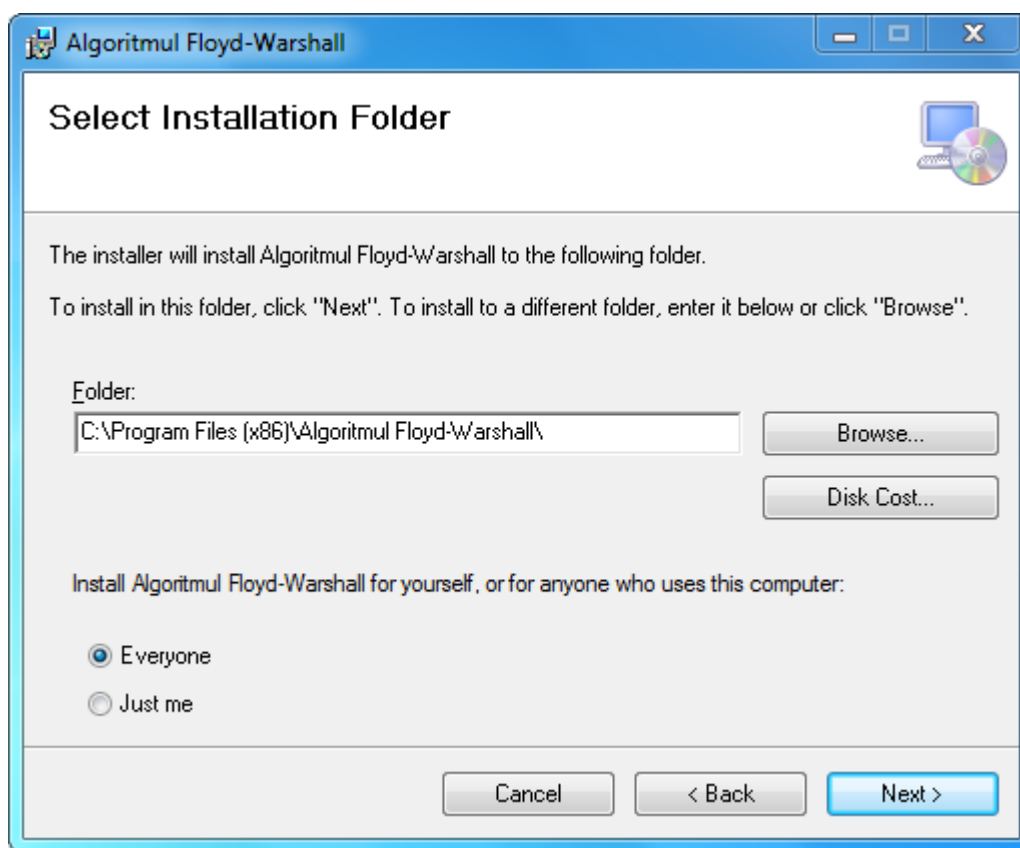 Algoritmul Floyd-Warshall
Select Installation Folder
The installer will install Algoritmul Floyd-Warshall to the following folder.
To install in this folder, click "Next". To install to a different folder, enter it below or click "Browse".
Folder:
C:\Program Files (x86)\Algoritmul Floyd-Warshall\
Browse...
Disk Cost...
Install Algoritmul Floyd-Warshall for yourself, or for anyone who uses this computer:
Everyone
Just me
Cancel
< Back
Next >